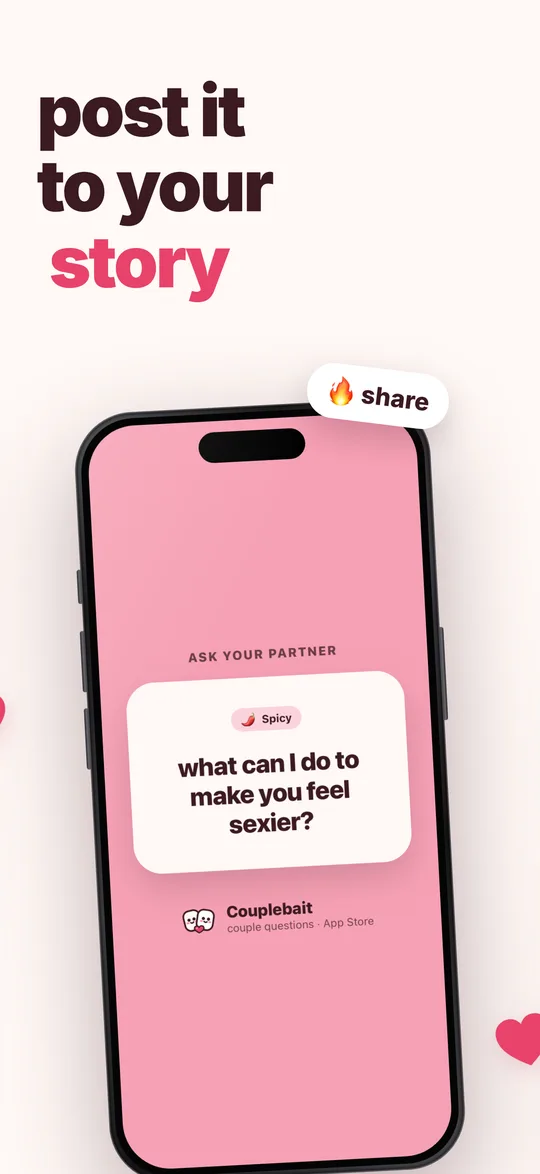 post it
to your
story
🔥 share
ASK YOUR PARTNER
🌶️ Spicy
what can I do to
make you feel
sexier?
Couplebait
couple questions · App Store